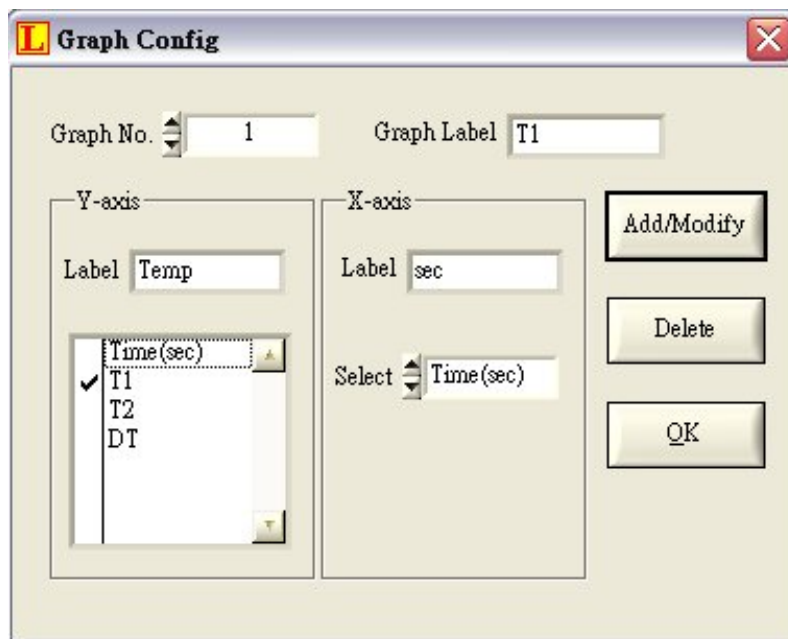 L Graph Config
Graph No. 1 Graph Label T1
Y-axis
Label Temp
Time(sec)
T1
T2
DT
X-axis
Label sec
Select Time(sec)
Add/Modify
Delete
OK